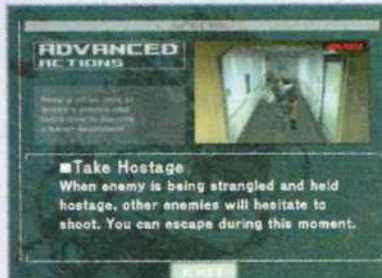 ADVANCED
ACTIONS
■Take Hostage
When enemy is being strangled and held
hostage, other enemies will hesitate to
shoot. You can escape during this moment.
EXIT